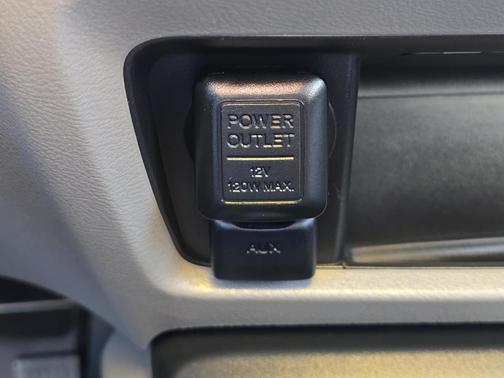 POWER
OUTLET
12V
120W MAX.
AUX